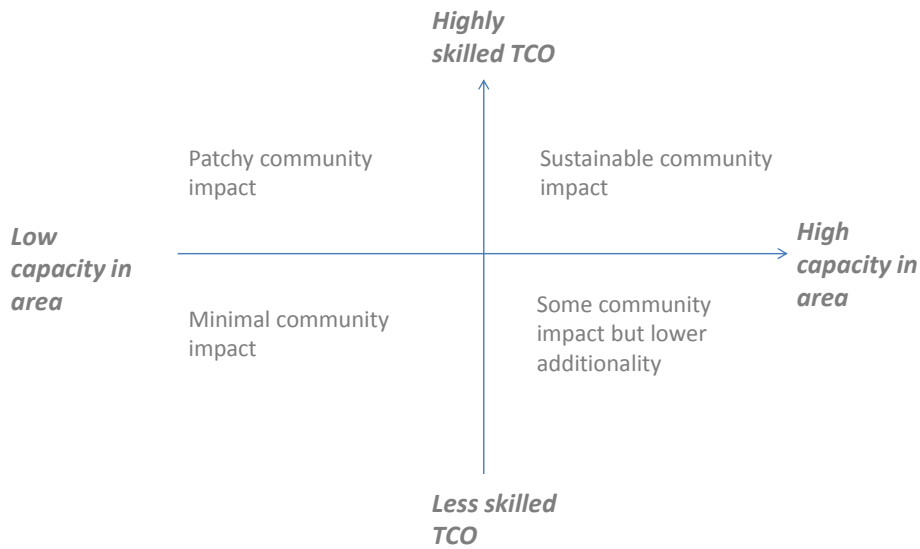 Highly
skilled TCO
Patchy community
impact
Sustainable community
impact
Low
capacity in
area
High
capacity in
area
Minimal community
impact
Some community
impact but lower
additionality
Less skilled
TCO